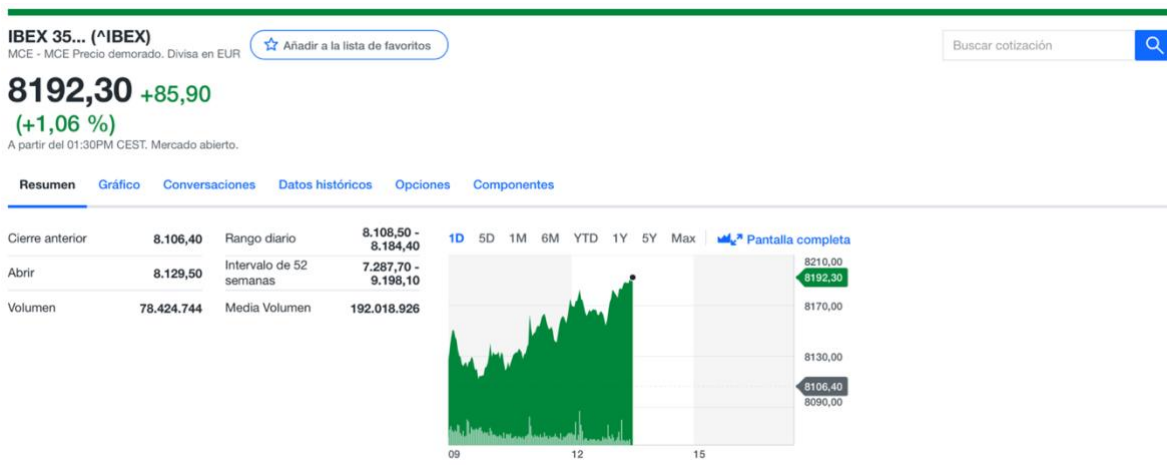 IBEX 35... (^IBEX)
MCE - MCE Precio demorado. Divisa en EUR
Añadir a la lista de favoritos
Buscar cotización
8192,30 +85,90
(+1,06 %)
A partir del 01:30PM CEST. Mercado abierto.
Resumen Gráfico Conversaciones Datos históricos Opciones Componentes
Cierre anterior 8.106,40
Abrir 8.129,50
Volumen 78.424.744
Rango diario 8.108,50 -
8.184,40
Intervalo de 52
semanas 7.287,70 -
9.198,10
Media Volumen 192.018.926
1D 5D 1M 6M YTD 1Y 5Y Max Pantalla completa
8210,00
8192,30
8170,00
8130,00
8106,40
8090,00
09 12 15